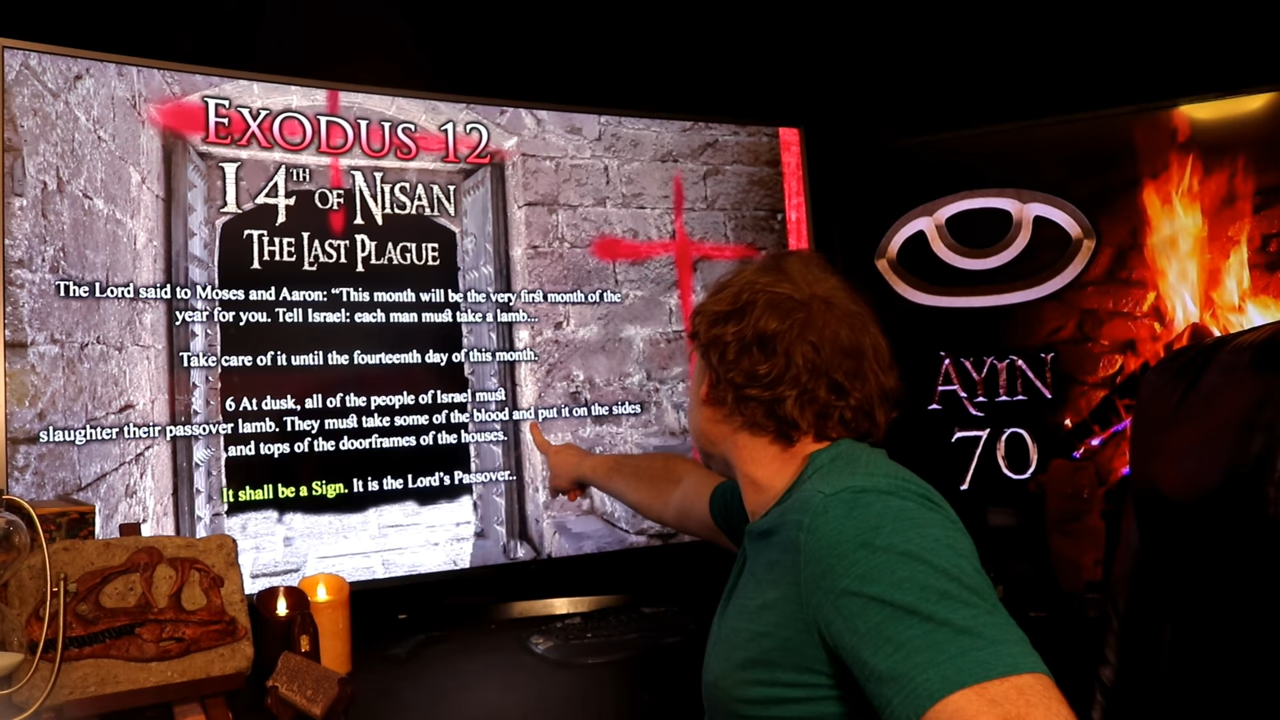 EXODUS 12
14TH OF NISAN
THE LAST PLAGUE
The Lord said to Moses and Aaron: “This month will be the very first month of the
year for you. Tell Israel: each man must take a lamb...
Take care of it until the fourteenth day of this month.
6 At dusk, all of the people of Israel must
slaughter their passover lamb. They must take some of the blood and put it on the sides
and tops of the doorframes of the houses.
It shall be a Sign. It is the Lord's Passover..
AYIN
70